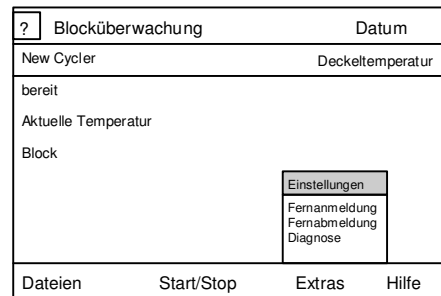 ? Blocküberwachung Datum
New Cycler Deckeltemperatur
bereit
Aktuelle Temperatur
Block
Einstellungen
Fernanmeldung
Fernabmeldung
Diagnose
Dateien Start/Stop Extras Hilfe